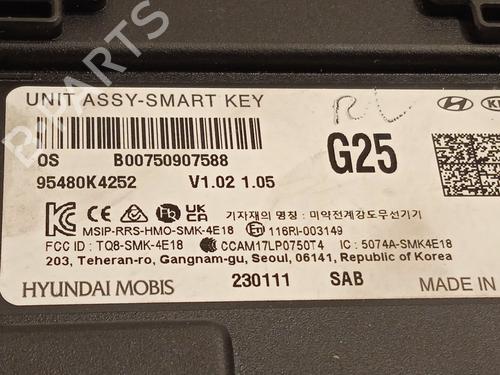 B-PARTS
UNIT ASSY-SMART KEY
RL
OS B00750907588
G25
95480K4252 V1.02 1.05
MSIP-RRS-HMO-SMK-4E18
기자재의 명칭 : 미약전계강도무선기기
116RI-003149
FCC ID : TQ8-SMK-4E18 CCAM17LP0750T4 IC : 5074A-SMK4E18
203, Teheran-ro, Gangnam-gu, Seoul, 06141, Republic of Korea
HYUNDAI MOBIS 230111 SAB MADE IN